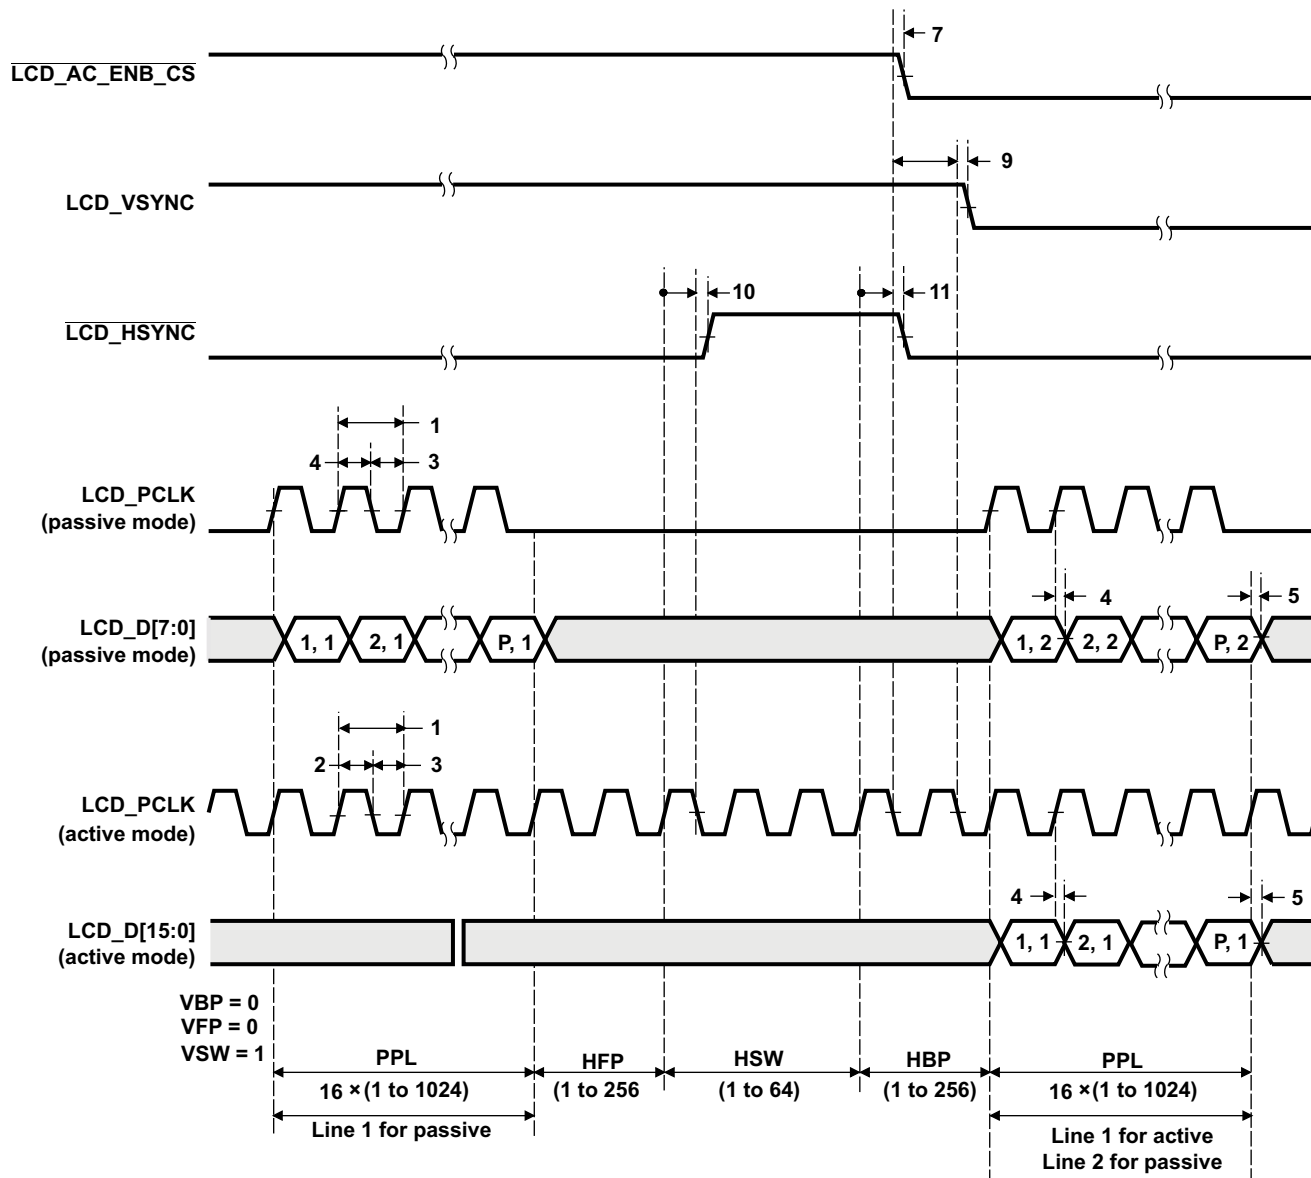 7
LCD_AC_ENB_CS
9
LCD_VSYNC
10
11
LCD_HSYNC
1
4
3
LCD_PCLK
(passive mode)
4
5
LCD_D[7:0]
(passive mode)
1, 1
2, 1
P, 1
1, 2
2, 2
P, 2
1
2
3
LCD_PCLK
(active mode)
4
5
LCD_D[15:0]
(active mode)
1, 1
2, 1
P, 1
VBP = 0
VFP = 0
VSW = 1
PPL
HFP
HSW
HBP
PPL
16 × (1 to 1024)
(1 to 256
(1 to 64)
(1 to 256)
16 × (1 to 1024)
Line 1 for passive
Line 1 for active
Line 2 for passive